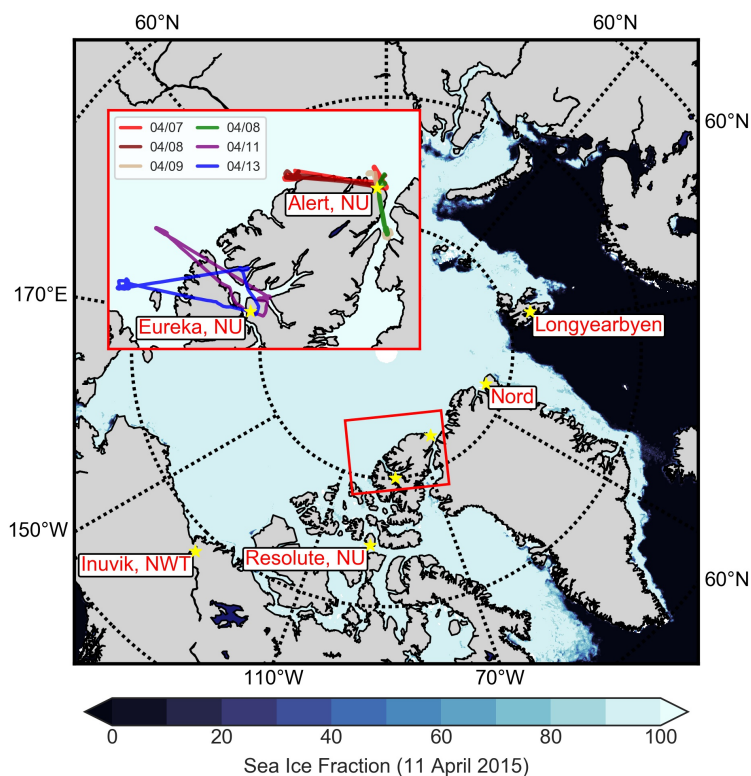 60°N 60°N
60°N
04/07 04/08
04/08 04/11
04/09 04/13
Alert, NU
170°E
Eureka, NU
Longyearbyen
Nord
150°W
Inuvik, NWT
Resolute, NU
60°N
110°W 70°W
0 20 40 60 80 100
Sea Ice Fraction (11 April 2015)